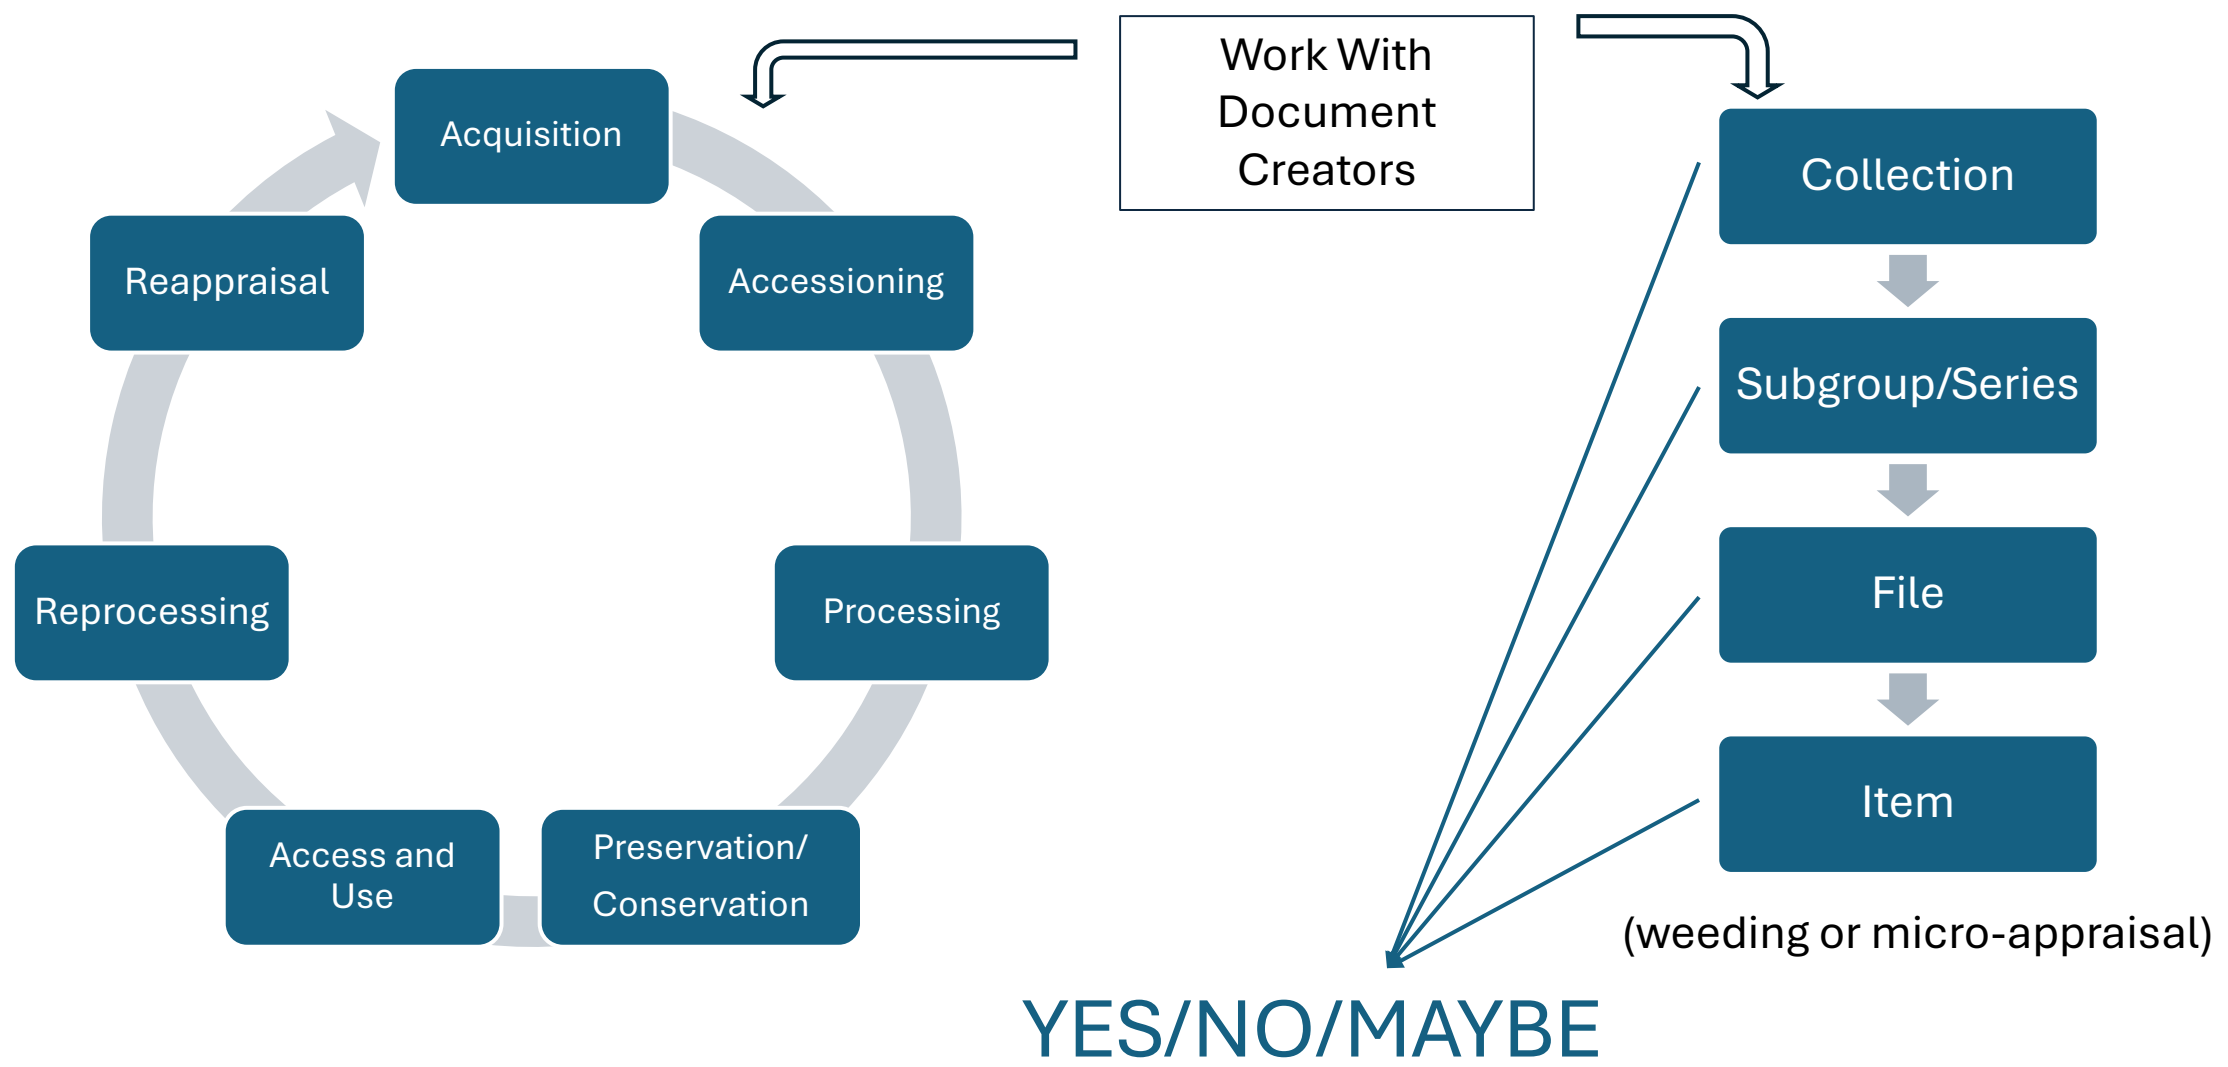 Work With
Document
Creators
Acquisition
Accessioning
Processing
Preservation/
Conservation
Access and
Use
Reprocessing
Reappraisal
Collection
Subgroup/Series
File
Item
(weeding or micro-appraisal)
YES/NO/MAYBE